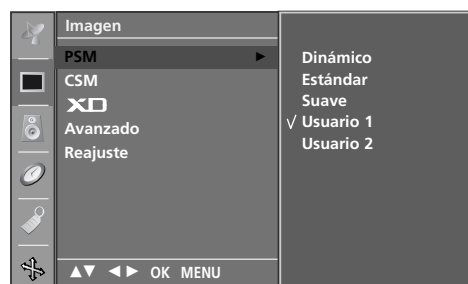 Imagen
PSM ►
CSM
XD
Avanzado
Reajuste
▲▼ ◄► OK MENU
Dinámico
Estándar
Suave
√ Usuario 1
Usuario 2